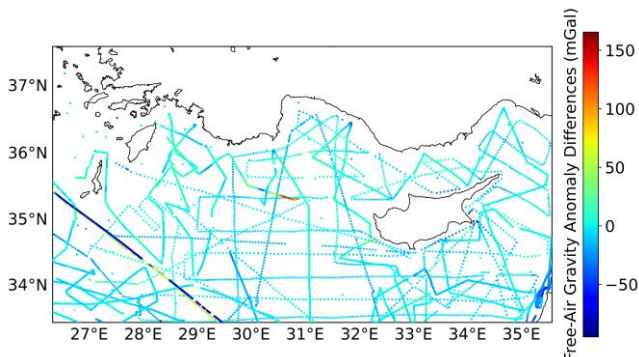 37°N
36°N
35°N
34°N
27°E 28°E 29°E 30°E 31°E 32°E 33°E 34°E 35°E
150
100
50
0
−50
Free-Air Gravity Anomaly Differences (mGal)